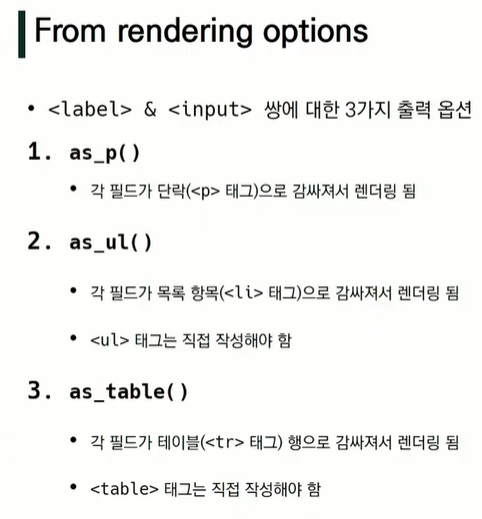 From rendering options
• <label> & <input> 쌍에 대한 3가지 출력 옵션
1. as_p()
• 각 필드가 단락(<p> 태그)으로 감싸져서 렌더링 됨
2. as_ul()
• 각 필드가 목록 항목(<li> 태그)으로 감싸져서 렌더링 됨
• <ul> 태그는 직접 작성해야 함
3. as_table()
• 각 필드가 테이블(<tr> 태그) 행으로 감싸져서 렌더링 됨
• <table> 태그는 직접 작성해야 함